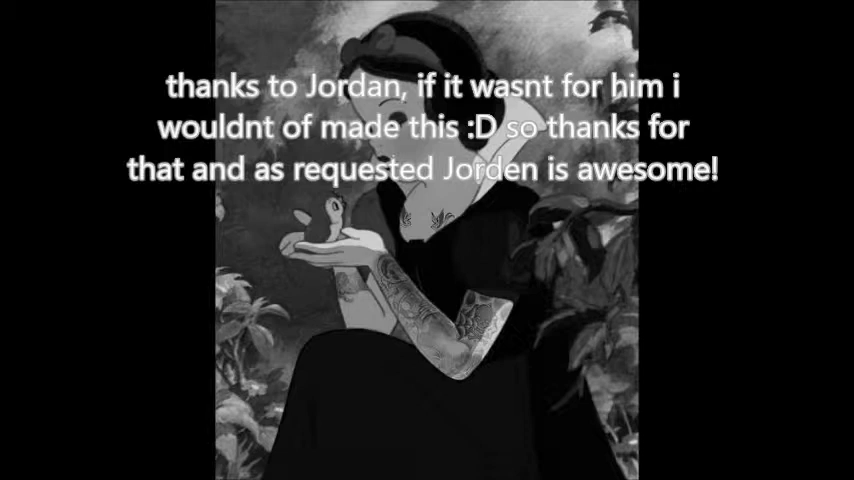 thanks to Jordan, if it wasnt for him i
wouldnt of made this :D so thanks for
that and as requested Jorden is awesome!